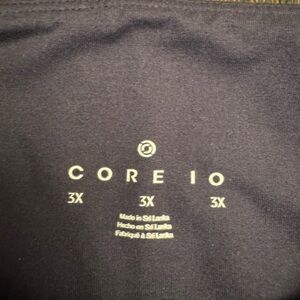 CORE 10
3X 3X 3X
Made in Sri Lanka
Hecho en Sri Lanka
Fabriqué à Sri Lanka